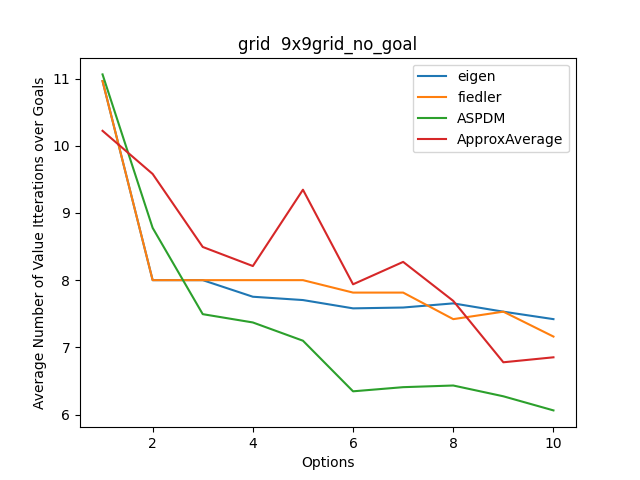 grid  9x9grid_no_goal
Average Number of Value Itterations over Goals
11
10
9
8
7
6
2
4
6
8
10
Options
eigen
fiedler
ASPDM
ApproxAverage